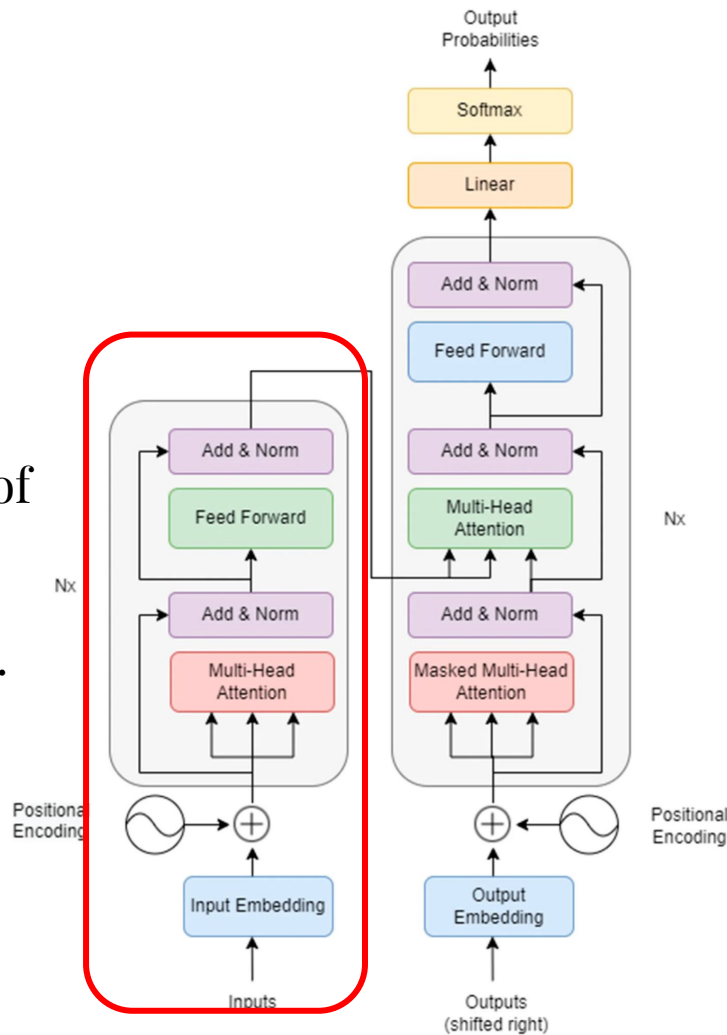 Output
Probabilities
Softmax
Linear
Add & Norm
Feed Forward
Add & Norm
Multi-Head
Attention
Nx
Add & Norm
Masked Multi-Head
Attention
Positional
Encoding
Output
Embedding
Outputs
(shifted right)
of
.
Add & Norm
Feed Forward
Nx
Add & Norm
Multi-Head
Attention
Positional
Encoding
Input Embedding
Inputs